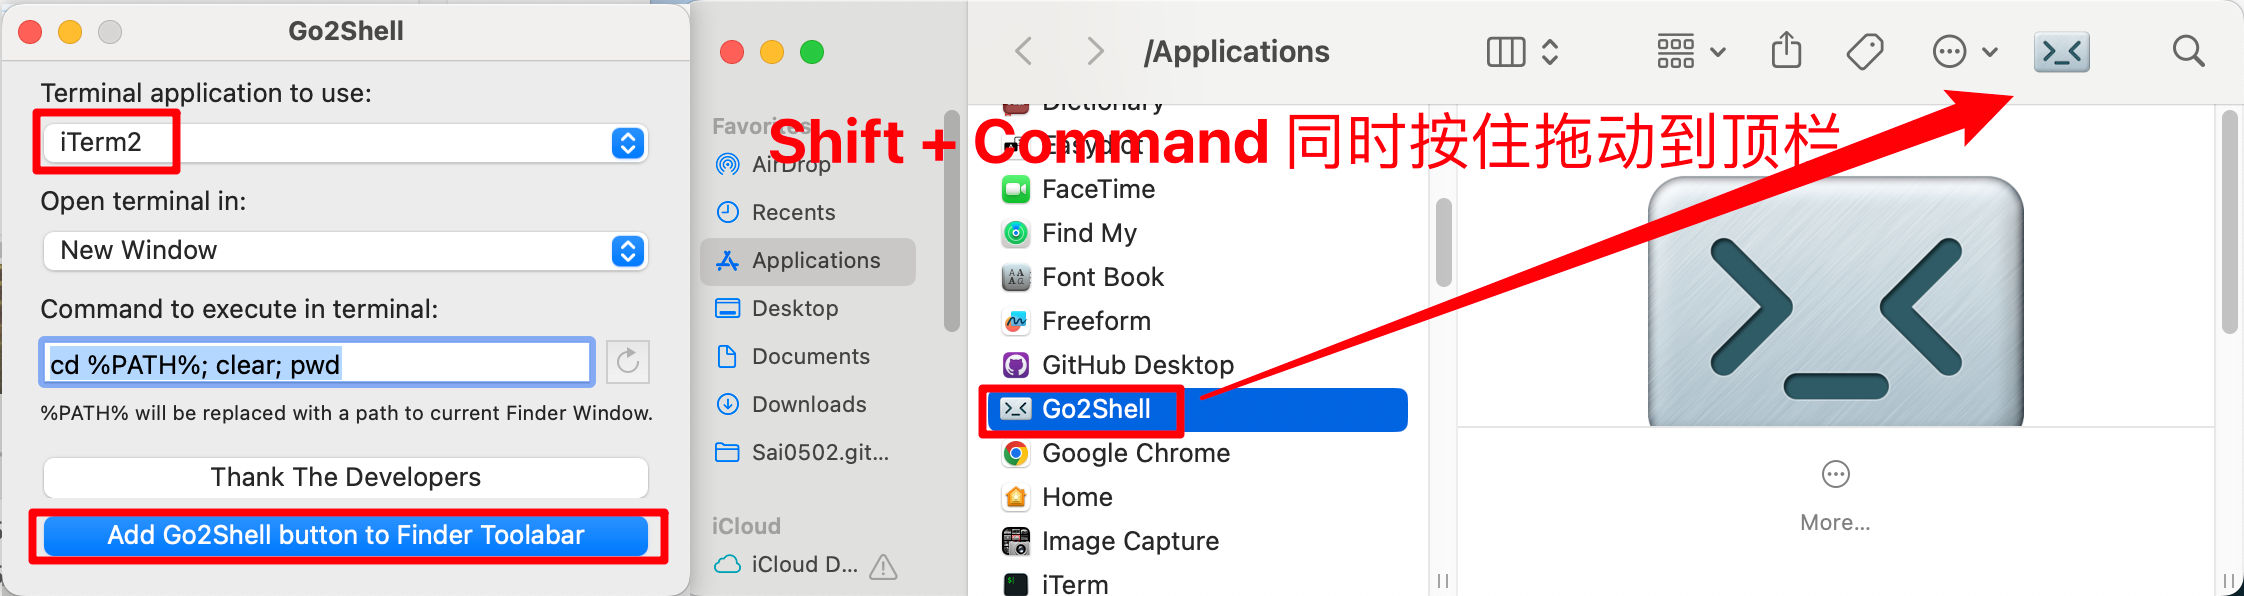 Go2Shell
Terminal application to use:
iTerm2
Open terminal in:
New Window
Command to execute in terminal:
cd %PATH%; clear; pwd
%PATH% will be replaced with a path to current Finder Window.
Thank The Developers
Add Go2Shell button to Finder Toolabar
Favorites
AirDrop
Recents
Applications
Desktop
Documents
Downloads
Sai0502.git...
iCloud
iCloud D...
/Applications
Shift + Command 同时按住拖动到顶栏
Dictionary
FaceTime
Find My
Font Book
Freeform
GitHub Desktop
Go2Shell
Google Chrome
Home
Image Capture
iTerm
More...